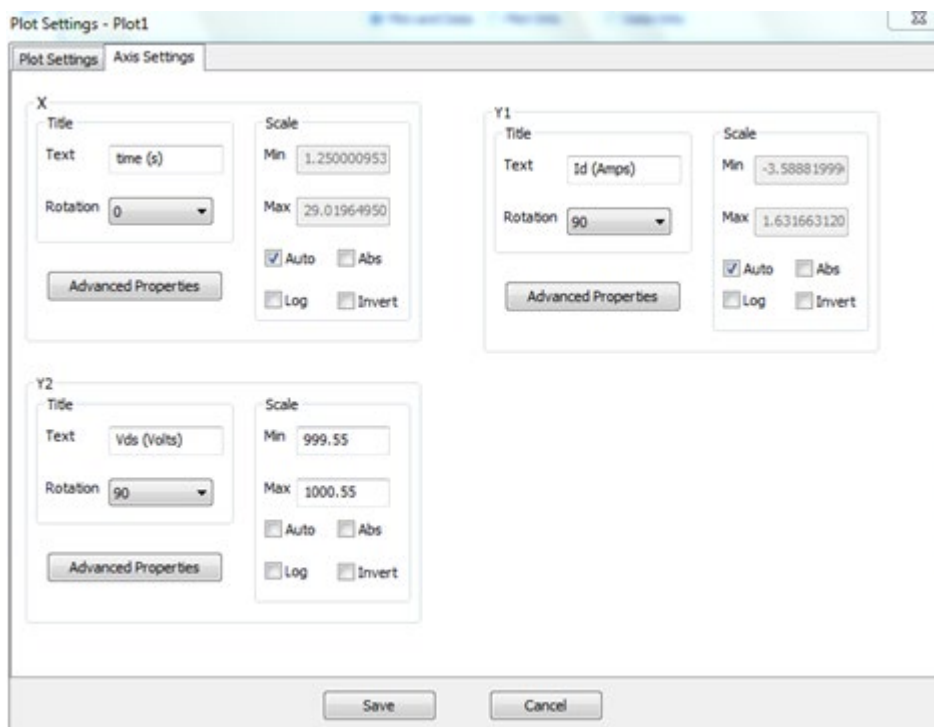 Plot Settings - Plot1
Plot Settings
Axis Settings
X
Title
Text
time (s)
Rotation
0
Advanced Properties
Scale
Min
1.250000953
Max
29.01964950
Auto
Abs
Log
Invert
Y1
Title
Text
Id (Amps)
Rotation
90
Advanced Properties
Scale
Min
-3.58881999
Max
1.631663120
Auto
Abs
Log
Invert
Y2
Title
Text
Vds (Volts)
Rotation
90
Advanced Properties
Scale
Min
999.55
Max
1000.55
Auto
Abs
Log
Invert
Save
Cancel